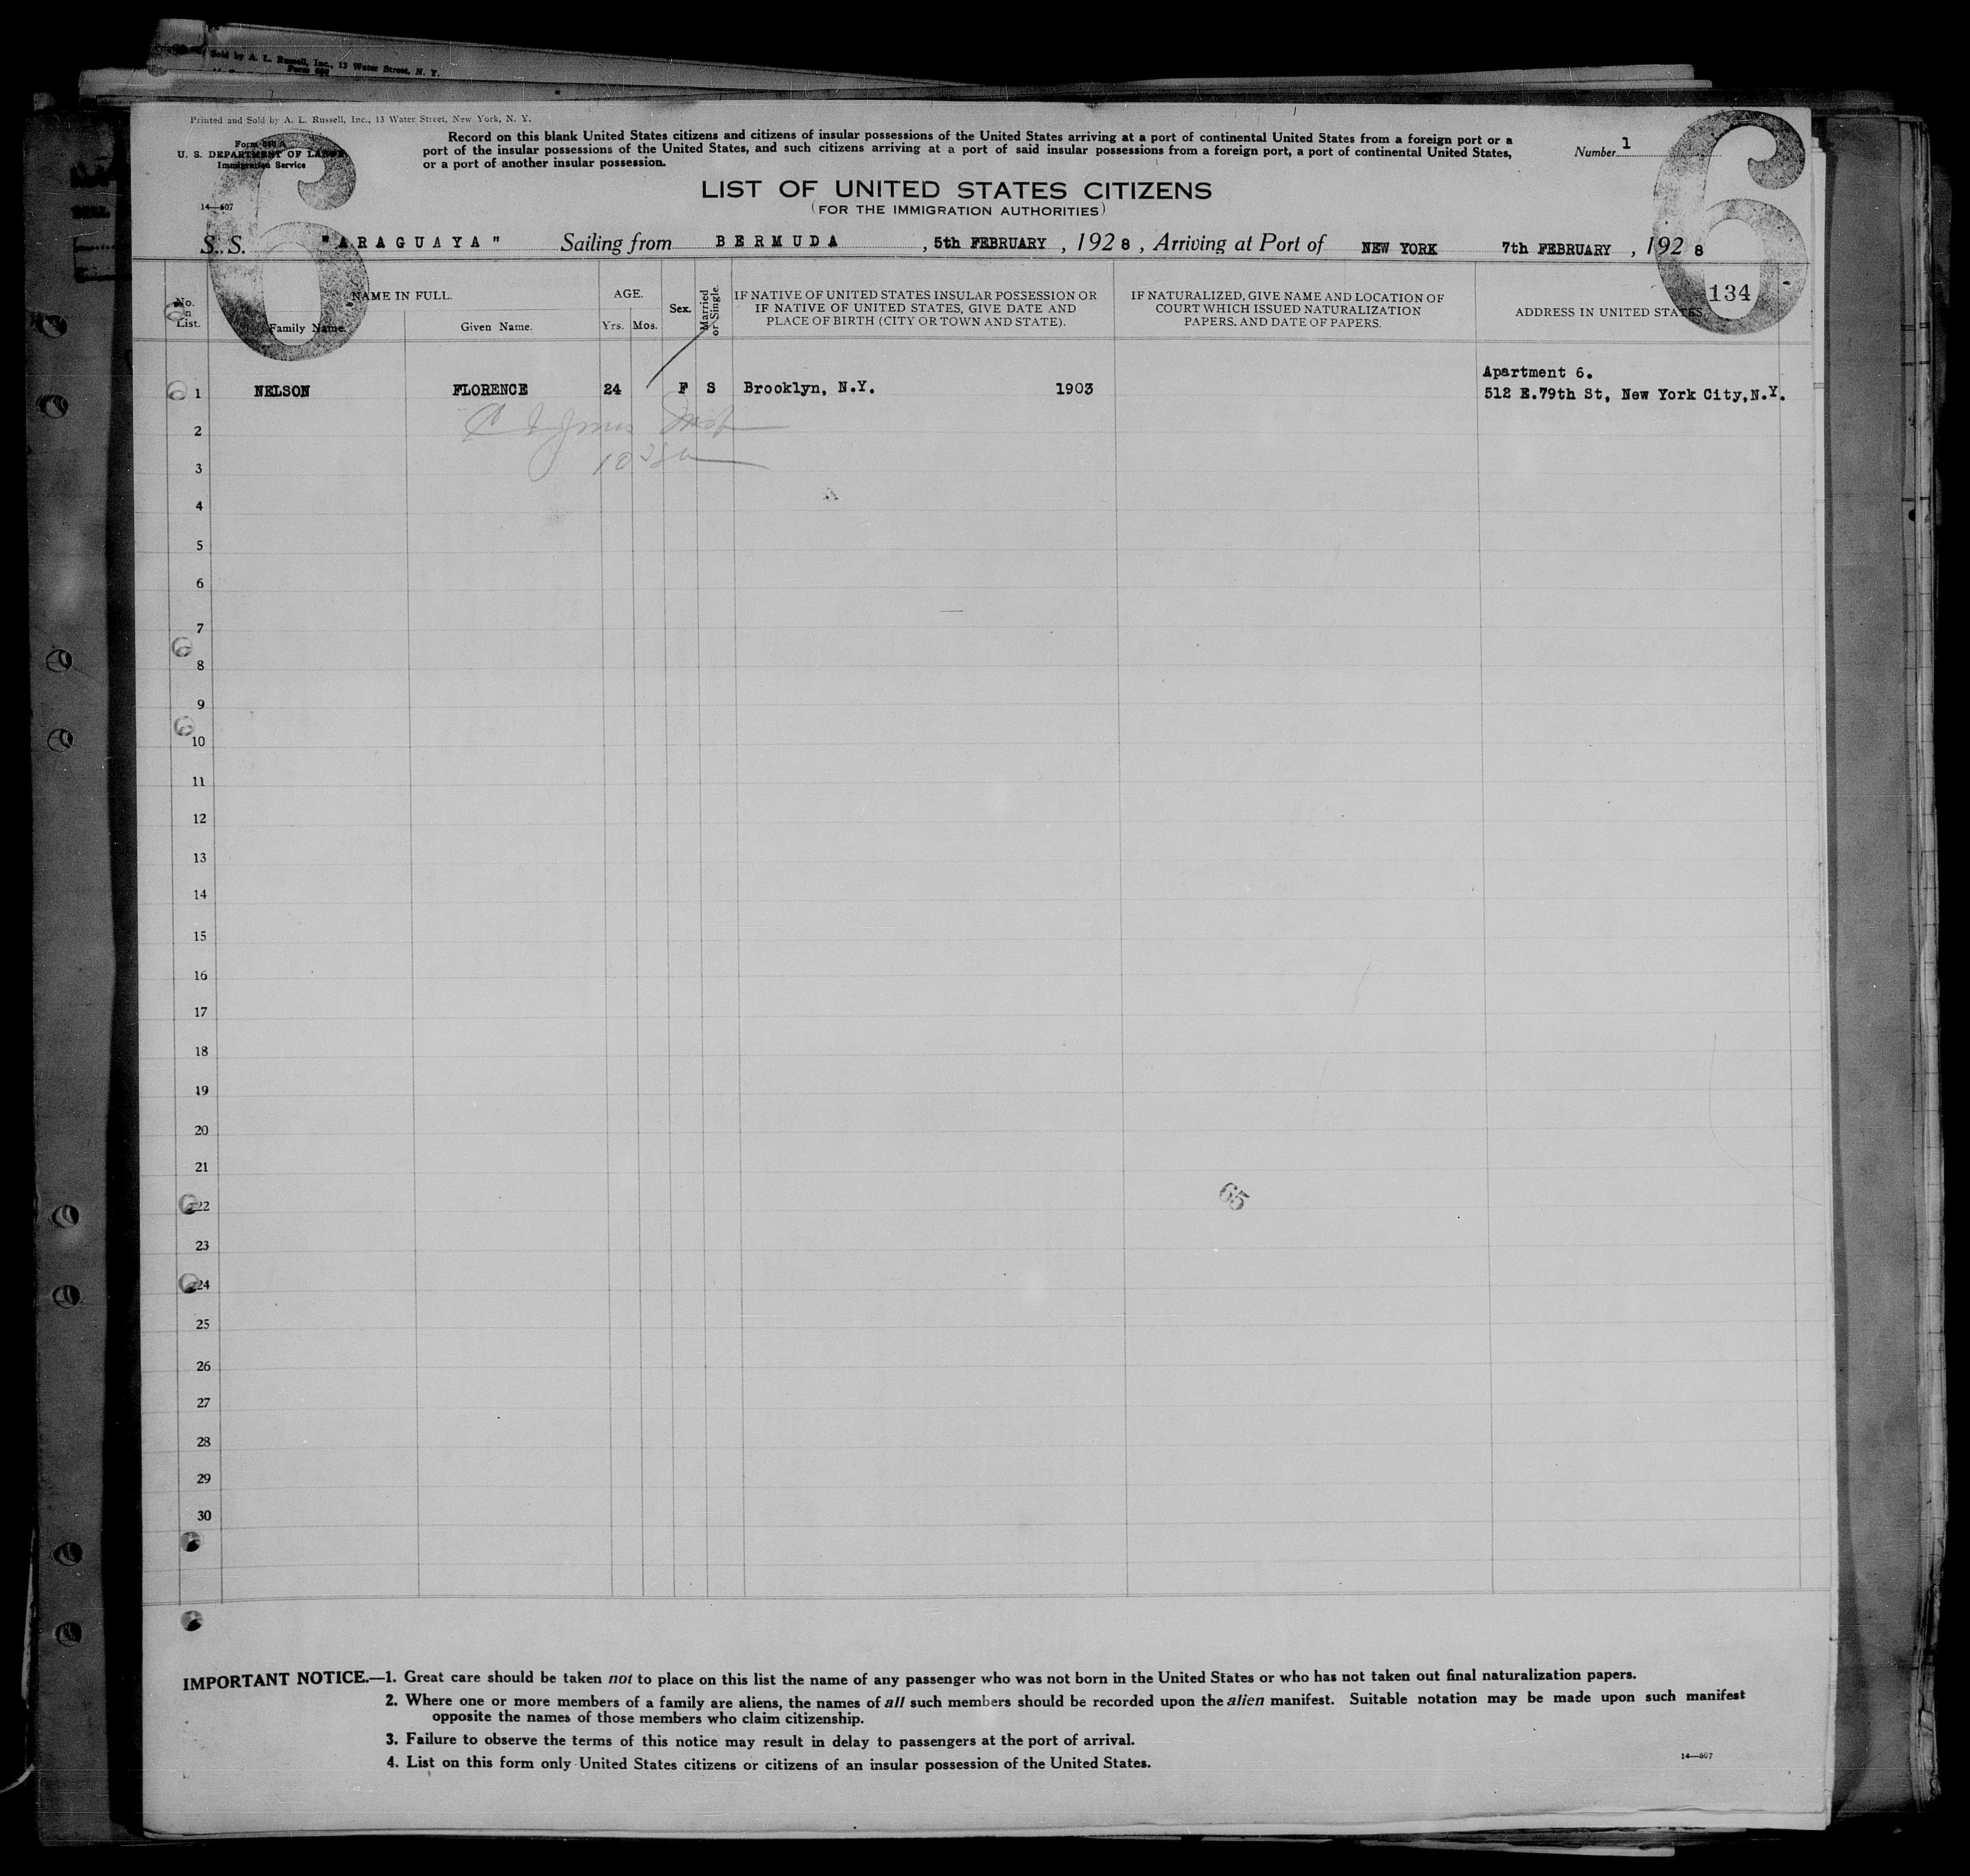 Sold by A. L. Russell, Inc., 13 Water Street, N. Y.
Printed and Sold by A. L. Russell, Inc., 13 Water Street, New York, N. Y.
Form 630 A
U. S. DEPARTMENT OF LABOR
Immigration Service
14—607
6
Record on this blank United States citizens and citizens of insular possessions of the United States arriving at a port of continental United States from a foreign port or a
port of the insular possessions of the United States, and such citizens arriving at a port of said insular possessions from a foreign port, a port of continental United States,
or a port of another insular possession.
Number 1
6
LIST OF UNITED STATES CITIZENS
(FOR THE IMMIGRATION AUTHORITIES)
S. S. "ARAGUAYA" Sailing from BERMUDA, 5th FEBRUARY, 1928, Arriving at Port of NEW YORK 7th FEBRUARY, 1928
134
No. on List.
NAME IN FULL.
Family Name.
Given Name.
AGE.
Yrs.
Mos.
Sex.
Married or Single.
IF NATIVE OF UNITED STATES INSULAR POSSESSION OR
IF NATIVE OF UNITED STATES, GIVE DATE AND
PLACE OF BIRTH (CITY OR TOWN AND STATE).
IF NATURALIZED, GIVE NAME AND LOCATION OF
COURT WHICH ISSUED NATURALIZATION
PAPERS, AND DATE OF PAPERS.
ADDRESS IN UNITED STATES.
Apartment 6.
1 NELSON FLORENCE 24 F S Brooklyn, N.Y. 1903 512 E.79th St, New York City, N.Y.
2
3
4
5
6
7
8
9
10
11
12
13
14
15
16
17
18
19
20
21
22
65
23
24
25
26
27
28
29
30
IMPORTANT NOTICE.—1. Great care should be taken not to place on this list the name of any passenger who was not born in the United States or who has not taken out final naturalization papers.
2. Where one or more members of a family are aliens, the names of all such members should be recorded upon the alien manifest. Suitable notation may be made upon such manifest
opposite the names of those members who claim citizenship.
3. Failure to observe the terms of this notice may result in delay to passengers at the port of arrival.
4. List on this form only United States citizens or citizens of an insular possession of the United States.
14—607